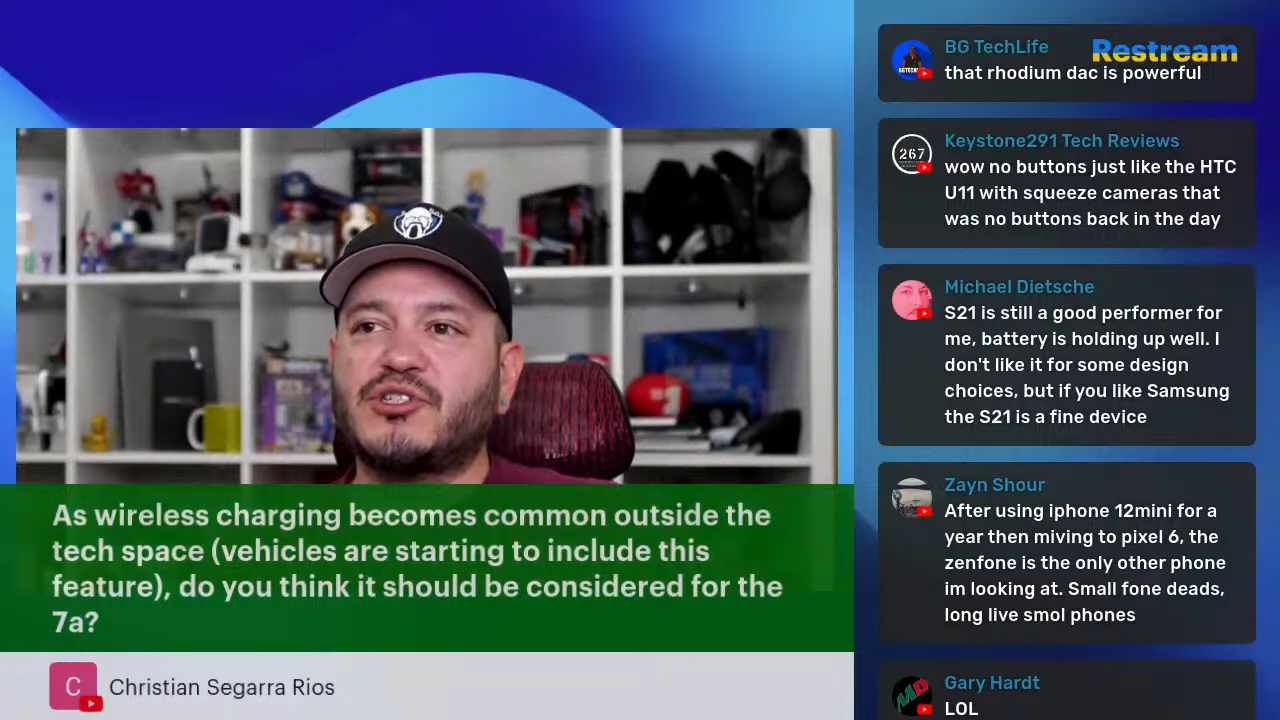 As wireless charging becomes common outside the
tech space (vehicles are starting to include this
feature), do you think it should be considered for the
7a?
C
Christian Segarra Rios
Restream
BG TechLife
that rhodium dac is powerful
267
Keystone291 Tech Reviews
wow no buttons just like the HTC
U11 with squeeze cameras that
was no buttons back in the day
Michael Dietsche
S21 is still a good performer for
me, battery is holding up well. I
don't like it for some design
choices, but if you like Samsung
the S21 is a fine device
Zayn Shour
After using iphone 12mini for a
year then miving to pixel 6, the
zenfone is the only other phone
im looking at. Small fone deads,
long live smol phones
MD
Gary Hardt
LOL